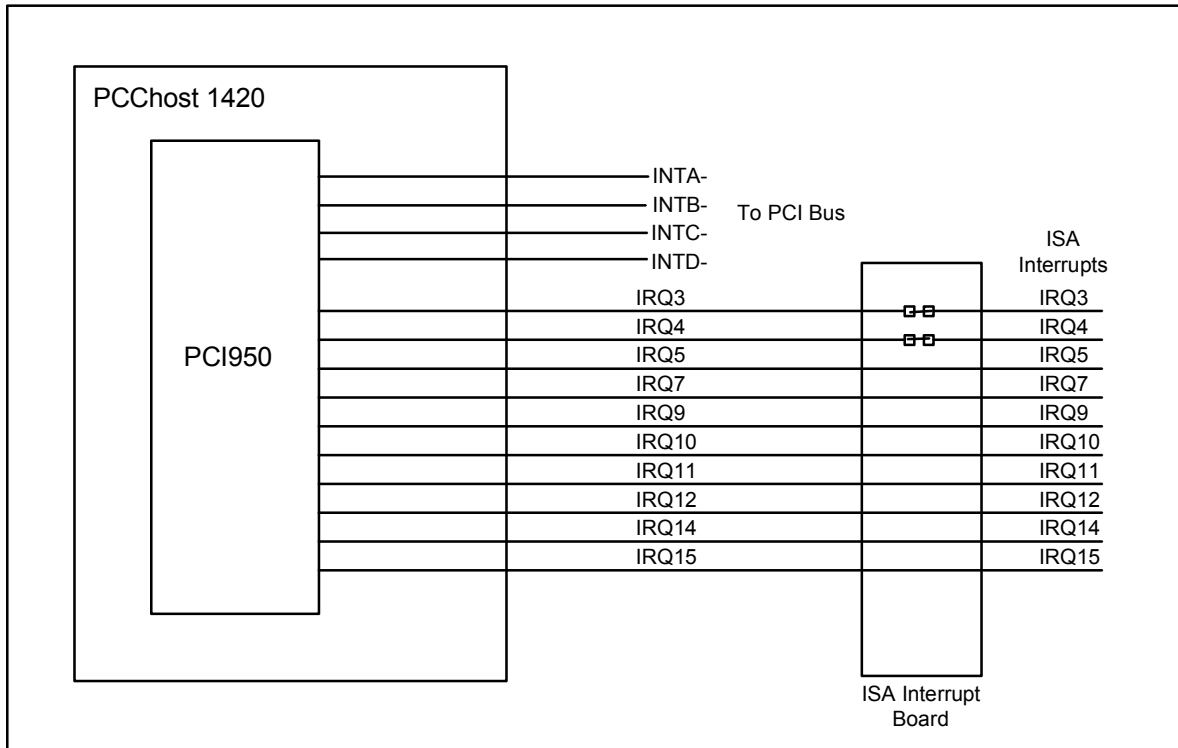 PCChost 1420
PCI950
INTA-
INTB-
INTC-
INTD-
To PCI Bus
ISA
Interrupts
IRQ3
IRQ4
IRQ5
IRQ7
IRQ9
IRQ10
IRQ11
IRQ12
IRQ14
IRQ15
IRQ3
IRQ4
IRQ5
IRQ7
IRQ9
IRQ10
IRQ11
IRQ12
IRQ14
IRQ15
ISA Interrupt
Board